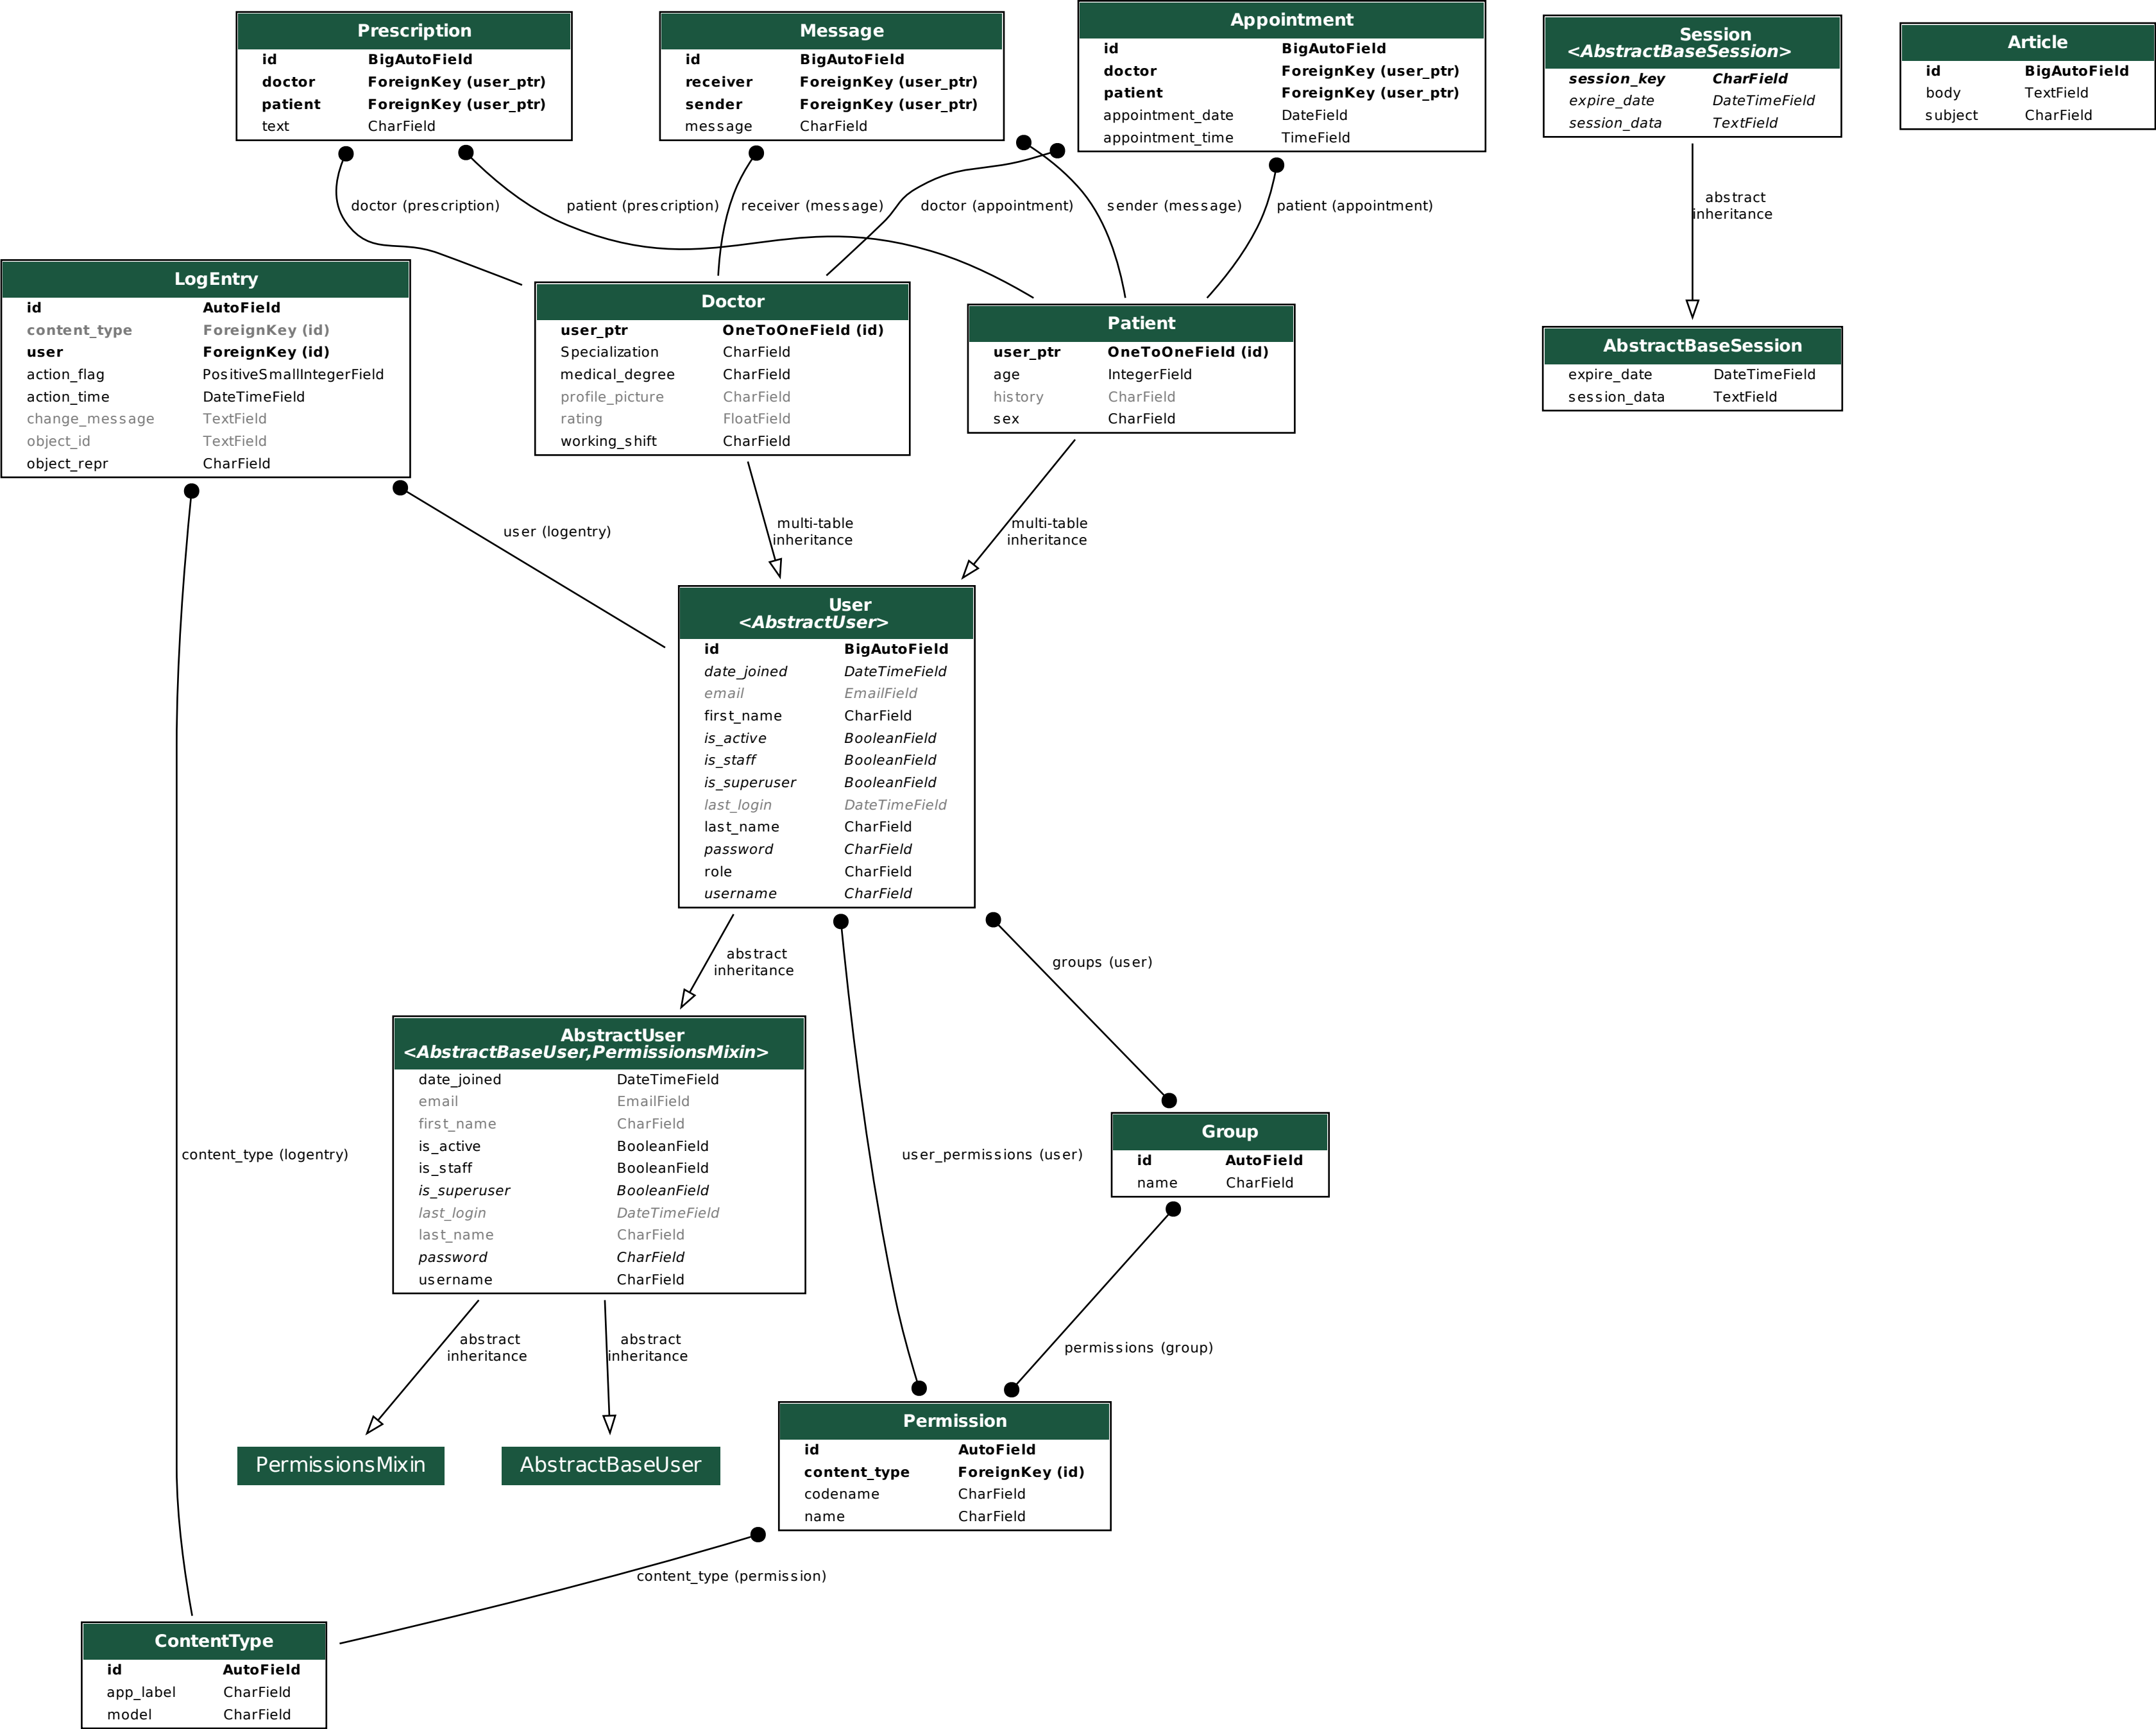 Prescription
id BigAutoField
doctor ForeignKey (user_ptr)
patient ForeignKey (user_ptr)
text CharField
Message
id BigAutoField
receiver ForeignKey (user_ptr)
sender ForeignKey (user_ptr)
message CharField
Appointment
id BigAutoField
doctor ForeignKey (user_ptr)
patient ForeignKey (user_ptr)
appointment_date DateField
appointment_time TimeField
Session
<AbstractBaseSession>
session_key CharField
expire_date DateTimeField
session_data TextField
Article
id BigAutoField
body TextField
subject CharField
doctor (prescription)
patient (prescription)
receiver (message)
doctor (appointment)
sender (message)
patient (appointment)
abstract
inheritance
LogEntry
id AutoField
content_type ForeignKey (id)
user ForeignKey (id)
action_flag PositiveSmallIntegerField
action_time DateTimeField
change_message TextField
object_id TextField
object_repr CharField
Doctor
user_ptr OneToOneField (id)
Specialization CharField
medical_degree CharField
profile_picture CharField
rating FloatField
working_shift CharField
Patient
user_ptr OneToOneField (id)
age IntegerField
history CharField
sex CharField
AbstractBaseSession
expire_date DateTimeField
session_data TextField
user (logentry)
multi-table
inheritance
multi-table
inheritance
User
<AbstractUser>
id BigAutoField
date_joined DateTimeField
email EmailField
first_name CharField
is_active BooleanField
is_staff BooleanField
is_superuser BooleanField
last_login DateTimeField
last_name CharField
password CharField
role CharField
username CharField
abstract
inheritance
groups (user)
AbstractUser
<AbstractBaseUser,PermissionsMixin>
date_joined DateTimeField
email EmailField
first_name CharField
is_active BooleanField
is_staff BooleanField
is_superuser BooleanField
last_login DateTimeField
last_name CharField
password CharField
username CharField
content_type (logentry)
user_permissions (user)
Group
id AutoField
name CharField
abstract
inheritance
abstract
inheritance
permissions (group)
PermissionsMixin
AbstractBaseUser
Permission
id AutoField
content_type ForeignKey (id)
codename CharField
name CharField
content_type (permission)
ContentType
id AutoField
app_label CharField
model CharField